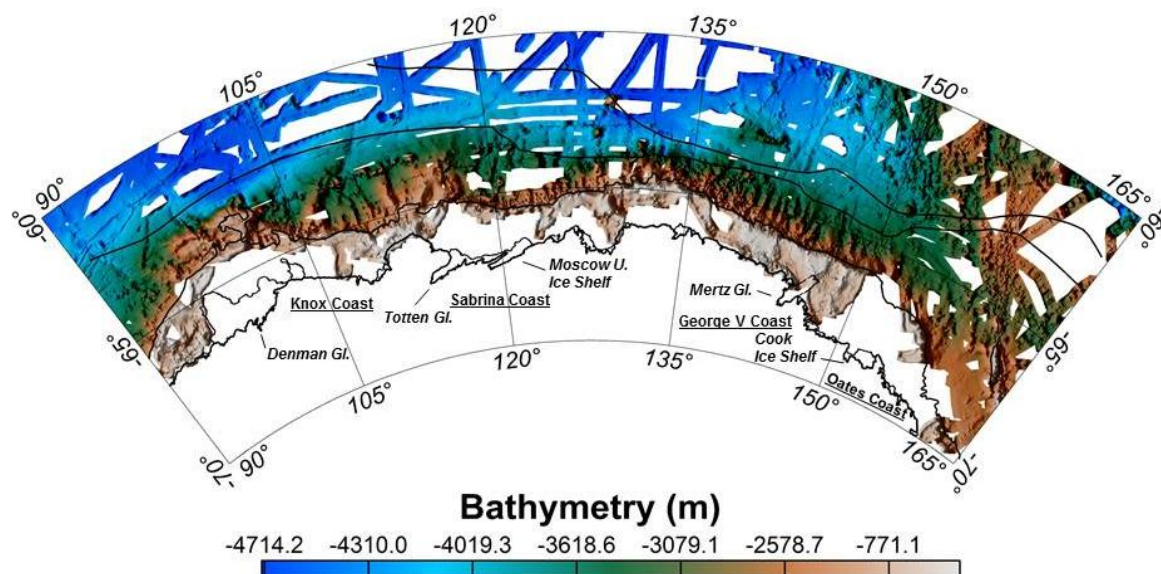 120°
135°
105°
150°
90°
165°
-60°
-60°
Moscow U.
Ice Shelf
Mertz Gl.
Knox Coast
Totten Gl.
Sabrina Coast
George V Coast
Cook
Ice Shelf
Denman Gl.
-65°
-65°
120°
135°
105°
150°
Oates Coast
165°
-70°
90°
-70°
Bathymetry (m)
-4714.2 -4310.0 -4019.3 -3618.6 -3079.1 -2578.7 -771.1